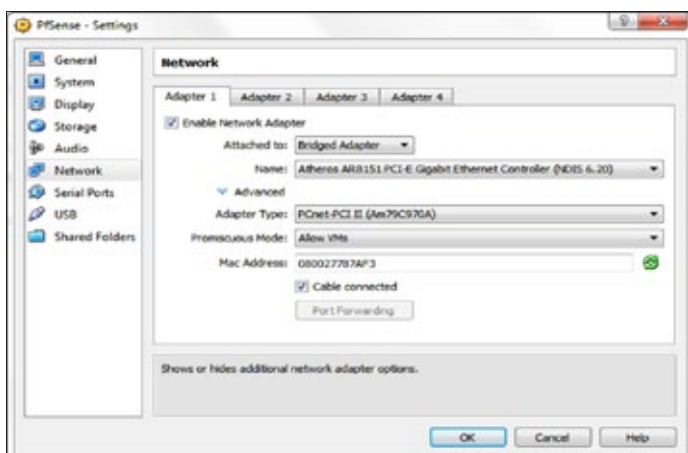 PfSense - Settings
General
System
Display
Storage
Audio
Network
Serial Ports
USB
Shared Folders
Network
Adapter 1
Adapter 2
Adapter 3
Adapter 4
Enable Network Adapter
Attached to: Bridged Adapter
Name: Atheros AR8151 PCI-E Gigabit Ethernet Controller (NDIS 6.20)
Advanced
Adapter Type: PCnet-PCI II (Am79C970A)
Promiscuous Mode: Allow VMs
Mac Address: 080027787AF3
Cable connected
Port Forwarding
Shows or hides additional network adapter options.
OK
Cancel
Help